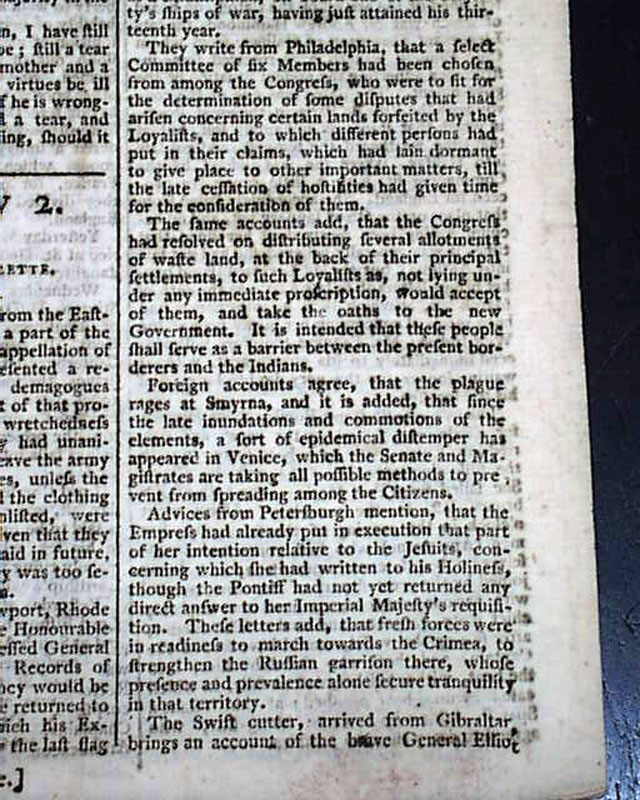 n, I have ſtill
be ; ſtill a tear
mother and a
virtues be ill
f he is wrong-
a tear, and
ing, ſhould it
2.
ETTE.
rom the Eaſt-
a part of the
appellation of
eſented a re-
demagogues
t of that pro-
wretchedneſs
y had unani-
eave the army
es, unleſs the
d the clothing
nliſted, were
ven that they
aid in future,
y was too ſe-
wport, Rhode
e Honourable
eſſed General
Records of
ncy would be
e returned to
hich his Ex-
the laſt flag
c.]
ty's ſhips of war, having juſt attained his thir-
teenth year.
They write from Philadelphia, that a ſelect
Committee of ſix Members had been choſen
from among the Congreſs, who were to ſit for
the determination of ſome diſputes that had
ariſen concerning certain lands forfeited by the
Loyaliſts, and to which different perſons had
put in their claims, which had lain dormant
to give place to other important matters, till
the late ceſſation of hoſtilities had given time
for the conſideration of them.
The ſame accounts add, that the Congreſs
had reſolved on diſtributing ſeveral allotments
of waſte land, at the back of their principal
ſettlements, to ſuch Loyaliſts as, not lying un-
der any immediate proſcription, would accept
of them, and take the oaths to the new
Government. It is intended that theſe people
ſhall ſerve as a barrier between the preſent bor-
derers and the Indians.
Foreign accounts agree, that the plague
rages at Smyrna, and it is added, that ſince
the late inundations and commotions of the
elements, a ſort of epidemical diſtemper has
appeared in Venice, which the Senate and Ma-
giſtrates are taking all poſſible methods to pre-
vent from ſpreading among the Citizens.
Advices from Peterſburgh mention, that the
Empreſs had already put in execution that part
of her intention relative to the Jeſuits, con-
cerning which ſhe had written to his Holineſs,
though the Pontiff had not yet returned any
direct anſwer to her Imperial Majeſty's requiſi-
tion. Theſe letters add, that freſh forces were
in readineſs to march towards the Crimea, to
ſtrengthen the Ruſſian garriſon there, whoſe
preſence and prevalence alone ſecure tranquility
in that territory.
The Swift cutter, arrived from Gibraltar,
brings an account of the brave General Elliot